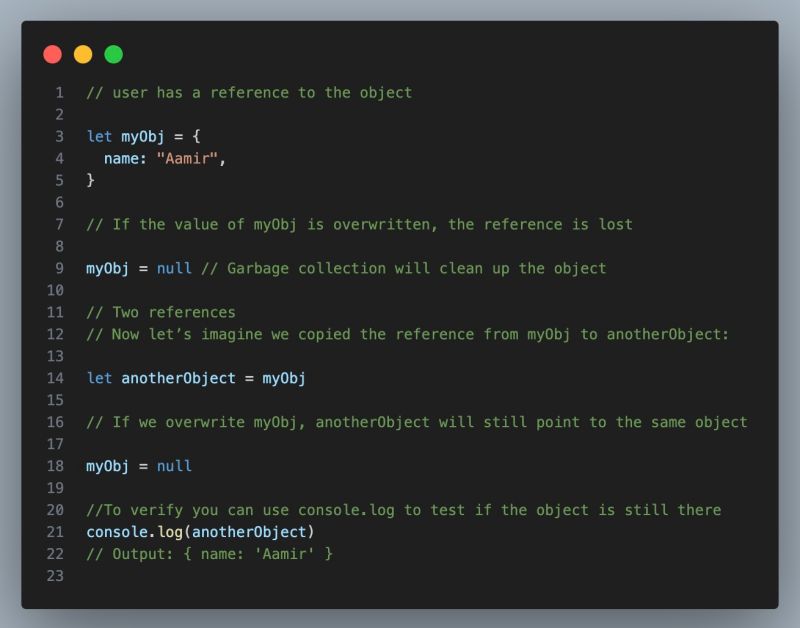 1 // user has a reference to the object
2
3 let myObj = {
4   name: "Aamir",
5 }
6
7 // If the value of myObj is overwritten, the reference is lost
8
9 myObj = null // Garbage collection will clean up the object
10
11 // Two references
12 // Now let’s imagine we copied the reference from myObj to anotherObject:
13
14 let anotherObject = myObj
15
16 // If we overwrite myObj, anotherObject will still point to the same object
17
18 myObj = null
19
20 //To verify you can use console.log to test if the object is still there
21 console.log(anotherObject)
22 // Output: { name: 'Aamir' }
23